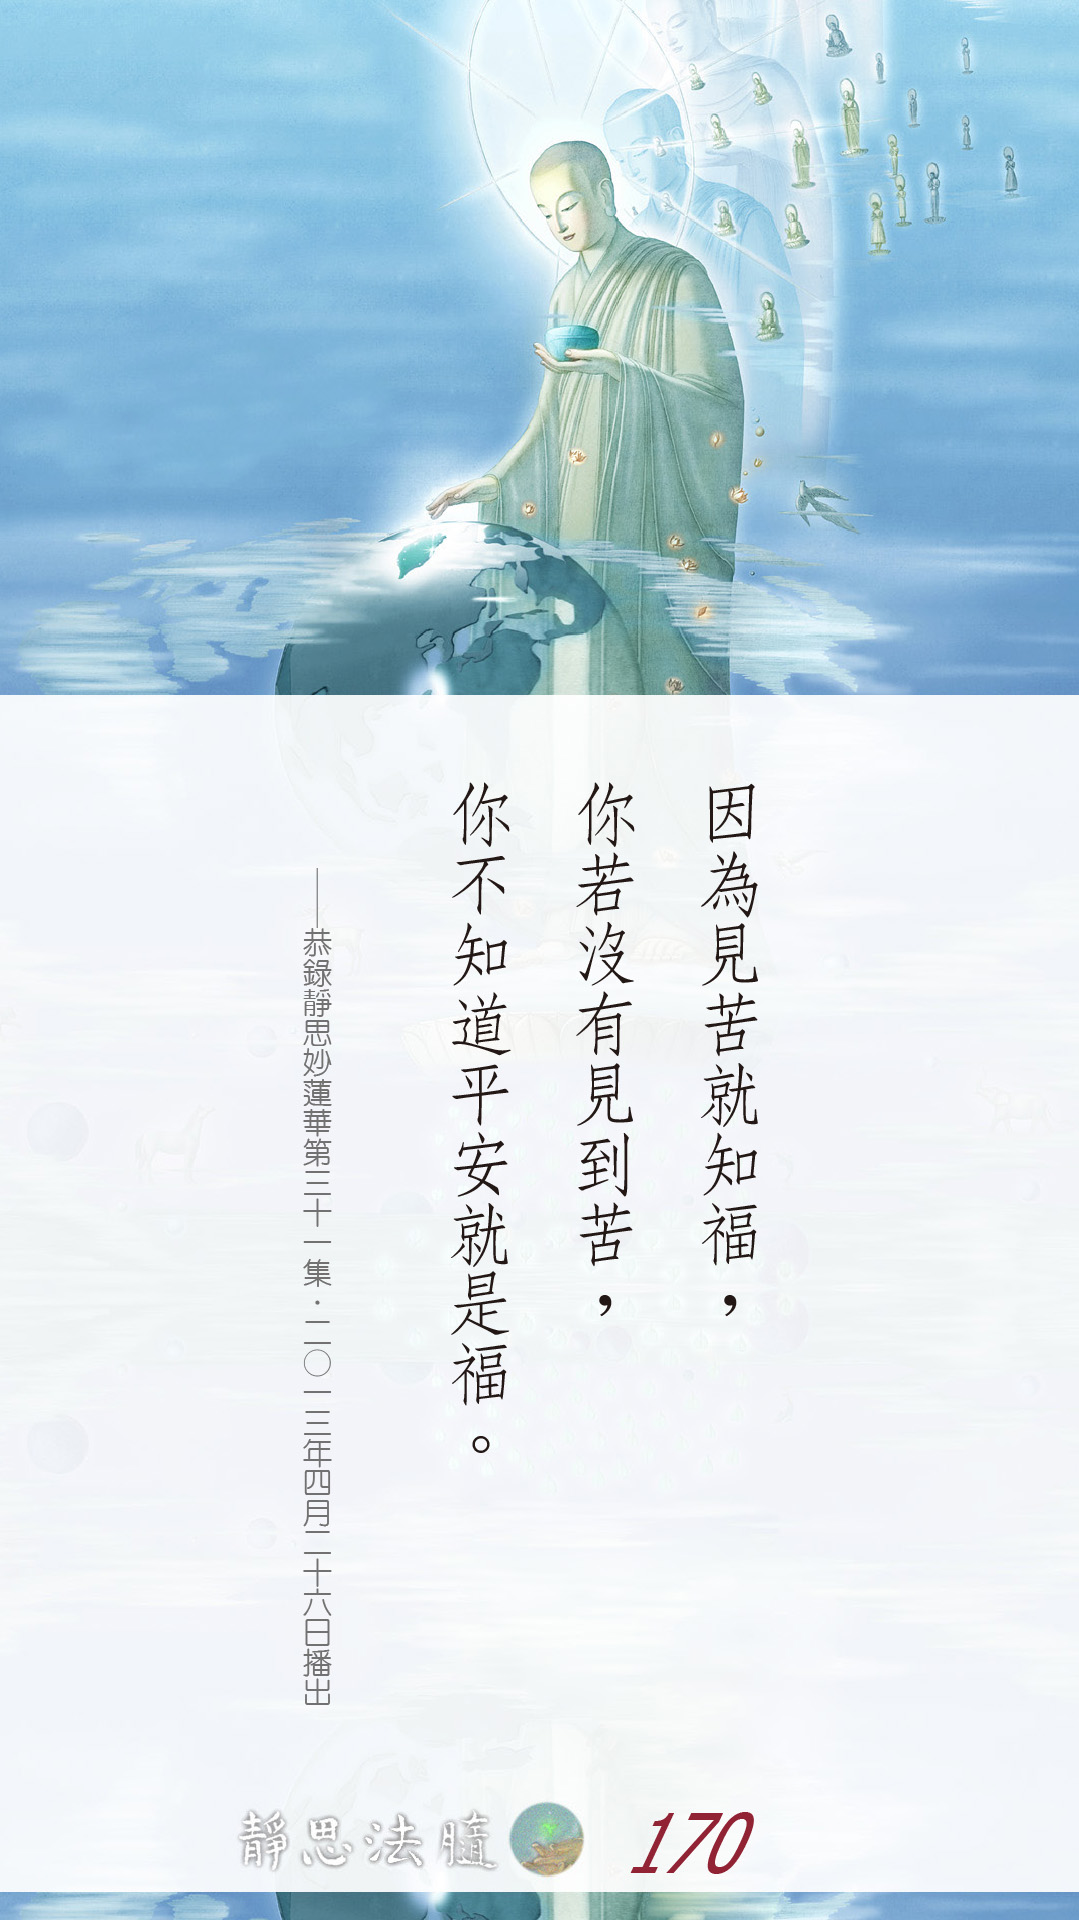 因為見苦就知福，
你若沒有見到苦，
你不知道平安就是福。
——恭錄靜思妙蓮華第三十一集・二〇一三年四月二十六日播出
靜思法髓 170